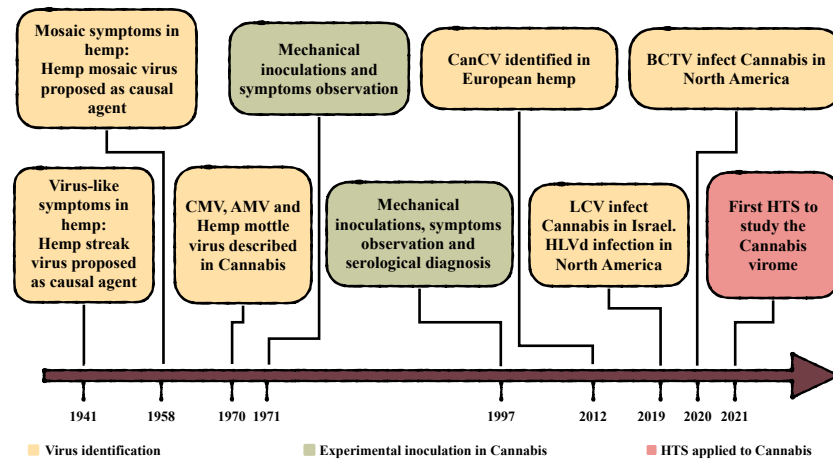 Mosaic symptoms in
hemp:
Hemp mosaic virus
proposed as causal
agent
Mechanical
inoculations and
symptoms observation
CanCV identified in
European hemp
BCTV infect Cannabis in
North America
Virus-like
symptoms in
hemp:
Hemp streak
virus proposed
as causal agent
CMV, AMV and
Hemp mottle
virus described
in Cannabis
Mechanical
inoculations, symptoms
observation and
serological diagnosis
LCV infect
Cannabis in Israel.
HLVd infection in
North America
First HTS to
study the
Cannabis
virome
1941 1958 1970 1971 1997 2012 2019 2020 2021
Virus identification Experimental inoculation in Cannabis HTS applied to Cannabis